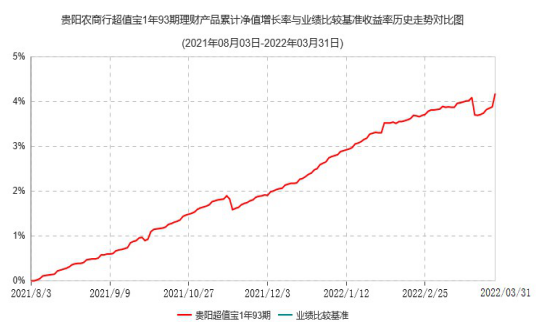 贵阳农商行超值宝1年93期理财产品累计净值增长率与业绩比较基准收益率历史走势对比图
(2021年08月03日-2022年03月31日)
5%
4%
3%
2%
1%
0%
2021/8/3 2021/9/9 2021/10/27 2021/12/3 2022/1/12 2022/2/25 2022/03/31
贵阳超值宝1年93期 业绩比较基准